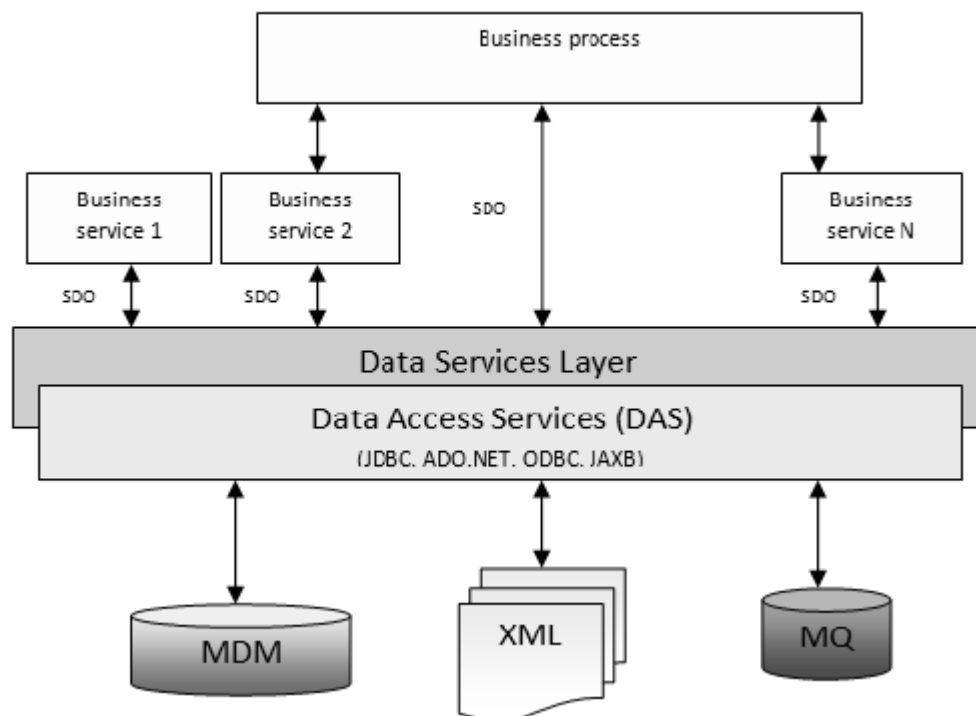 Business process
Business
service 1
Business
service 2
SDO
Business
service N
SDO
SDO
SDO
Data Services Layer
Data Access Services (DAS)
(JDBC. ADO.NET. ODBC. JAXB)
MDM
XML
MQ